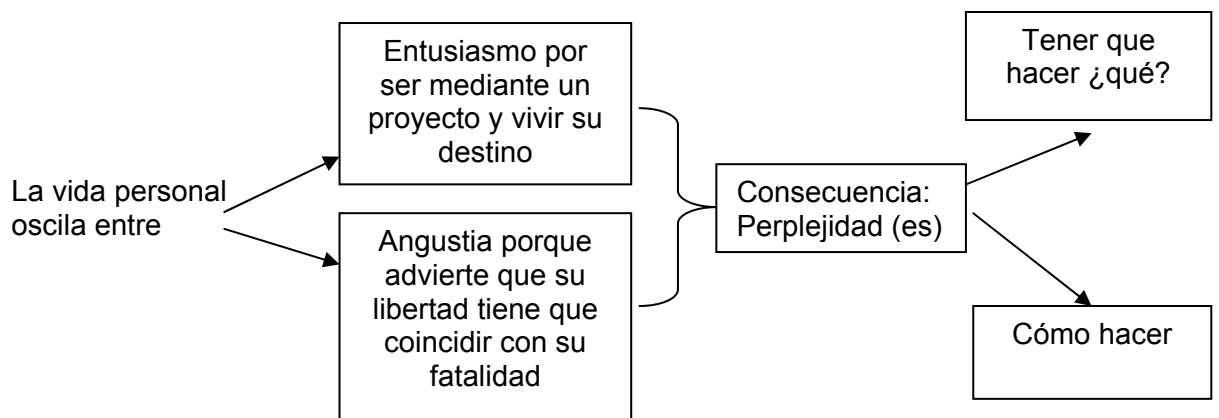 La vida personal
oscila entre
Entusiasmo por
ser mediante un
proyecto y vivir su
destino
Angustia porque
advierte que su
libertad tiene que
coincidir con su
fatalidad
Consecuencia:
Perplejidad (es)
Tener que
hacer ¿qué?
Cómo hacer